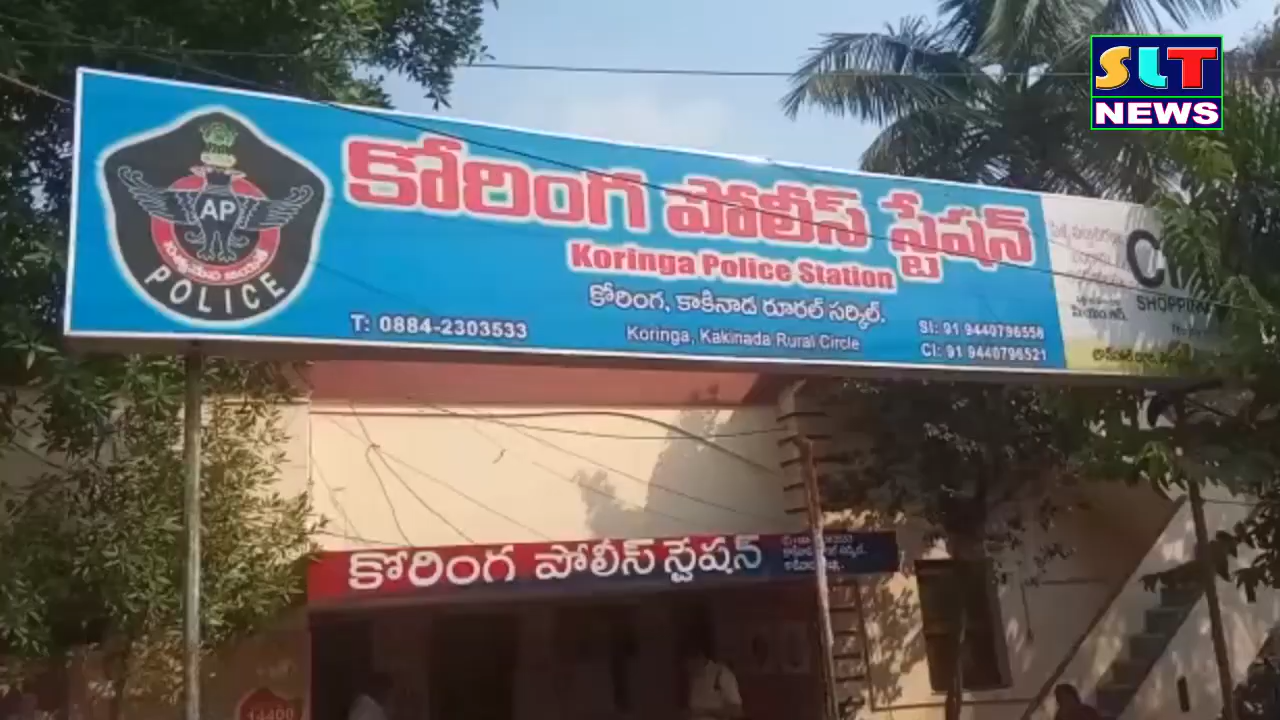 SLT
NEWS
కోరింగ పోలీస్ స్టేషన్
Koringa Police Station
కోరింగ, కాకినాడ రూరల్ సర్కిల్.
Koringa, Kakinada Rural Circle
T: 0884-2303533
SI: 91 9440796558
CI: 91 9440796521
AP
POLICE
SHOPPING
కోరింగ పోలీస్ స్టేషన్
14400